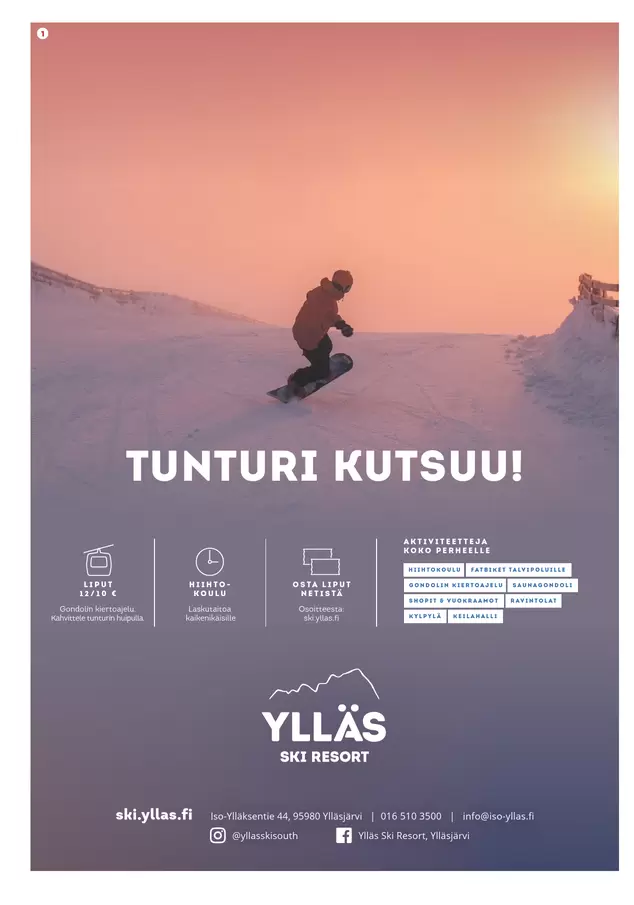 1
TUNTURI KUTSUU!
LIPUT
12/10 €
Gondolin kiertoajelu.
Kahvittele tunturin huipulla.
HIIHTO-
KOULU
Laskutaitoa
kaikenikäisille
OSTA LIPUT
NETISTÄ
Osoitteesta:
ski.yllas.fi
AKTIVITEETTEJA
KOKO PERHEELLE
HIIHTOKOULU FATBIKET TALVIPOLUILLE
GONDOLIN KIERTOAJELU SAUNAGONDOLI
SHOPIT & VUOKRAAMOT RAVINTOLAT
KYLPYLÄ KEILAHALLI
YLLÄS
SKI RESORT
ski.yllas.fi Iso-Ylläksentie 44, 95980 Ylläsjärvi | 016 510 3500 | info@iso-yllas.fi
@yllasskisouth Ylläs Ski Resort, Ylläsjärvi